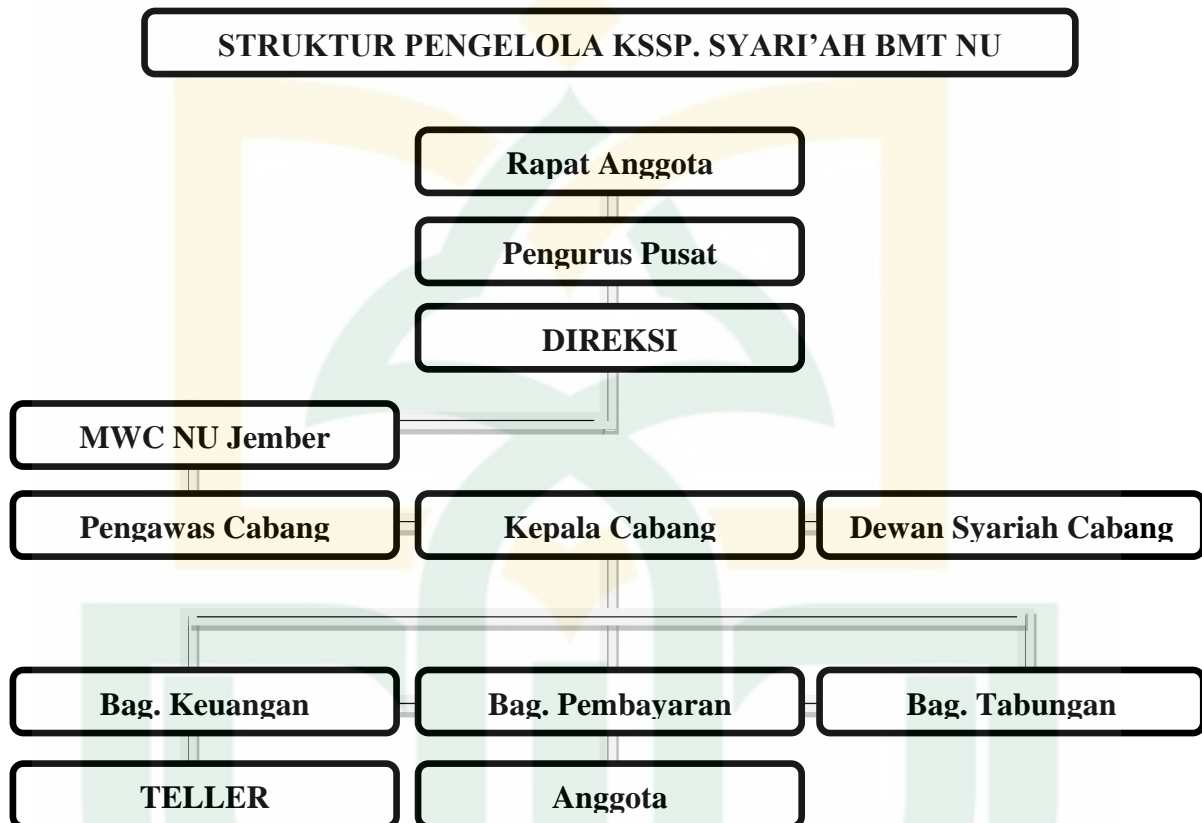 STRUKTUR PENGELOLA KSSP. SYARI’AH BMT NU
Rapat Anggota
Pengurus Pusat
DIREKSI
MWC NU Jember
Pengawas Cabang
Kepala Cabang
Dewan Syariah Cabang
Bag. Keuangan
Bag. Pembayaran
Bag. Tabungan
TELLER
Anggota